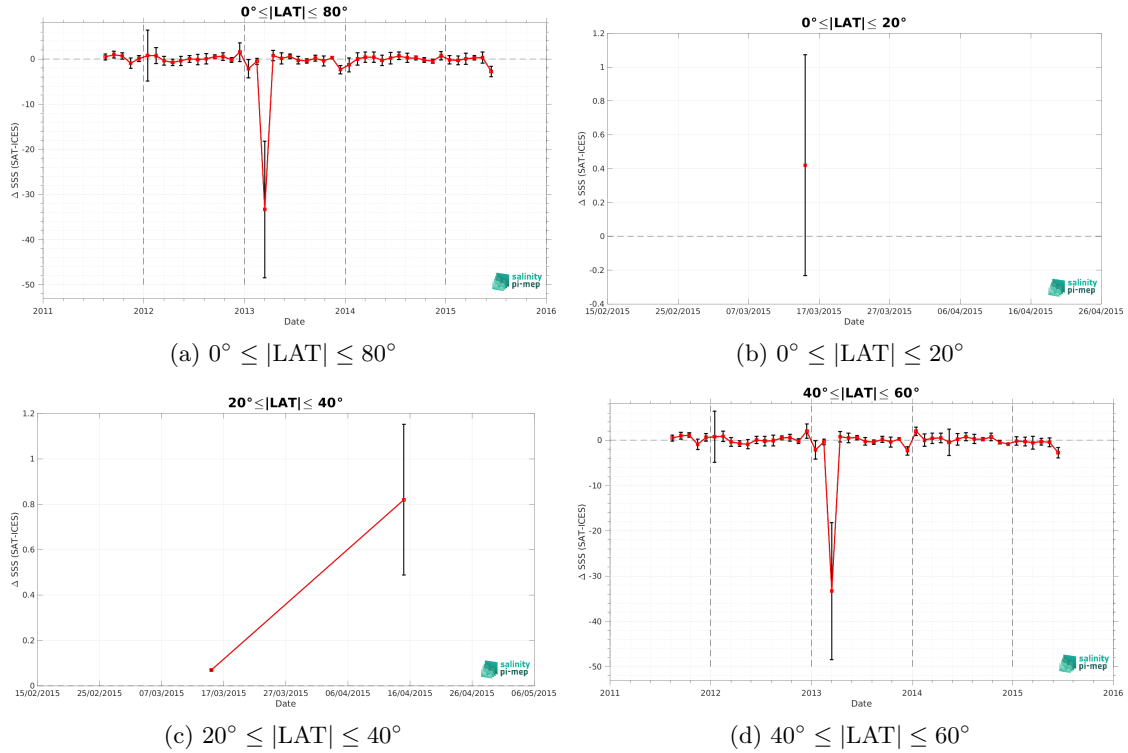 0°≤|LAT|≤ 80°
Δ SSS (SAT-ICES)
0
-10
-20
-30
-40
-50
2011 2012 2013 2014 2015 2016
Date
salinity
pi-mep
(a) 0° ≤ |LAT| ≤ 80°
0°≤|LAT|≤ 20°
Δ SSS (SAT-ICES)
1.2
1
0.8
0.6
0.4
0.2
0
-0.2
-0.4
15/02/2015 25/02/2015 07/03/2015 17/03/2015 27/03/2015 6/04/2015 16/04/2015 26/04/2015
Date
salinity
pi-mep
(b) 0° ≤ |LAT| ≤ 20°
20°≤|LAT|≤ 40°
Δ SSS (SAT-ICES)
1.2
1
0.8
0.6
0.4
0.2
0
15/02/2015 25/02/2015 07/03/2015 17/03/2015 27/03/2015 06/04/2015 16/04/2015 26/04/2015 06/05/2015
Date
salinity
pi-mep
(c) 20° ≤ |LAT| ≤ 40°
40°≤|LAT|≤ 60°
Δ SSS (SAT-ICES)
0
-10
-20
-30
-40
-50
2011 2012 2013 2014 2015 2016
Date
salinity
pi-mep
(d) 40° ≤ |LAT| ≤ 60°